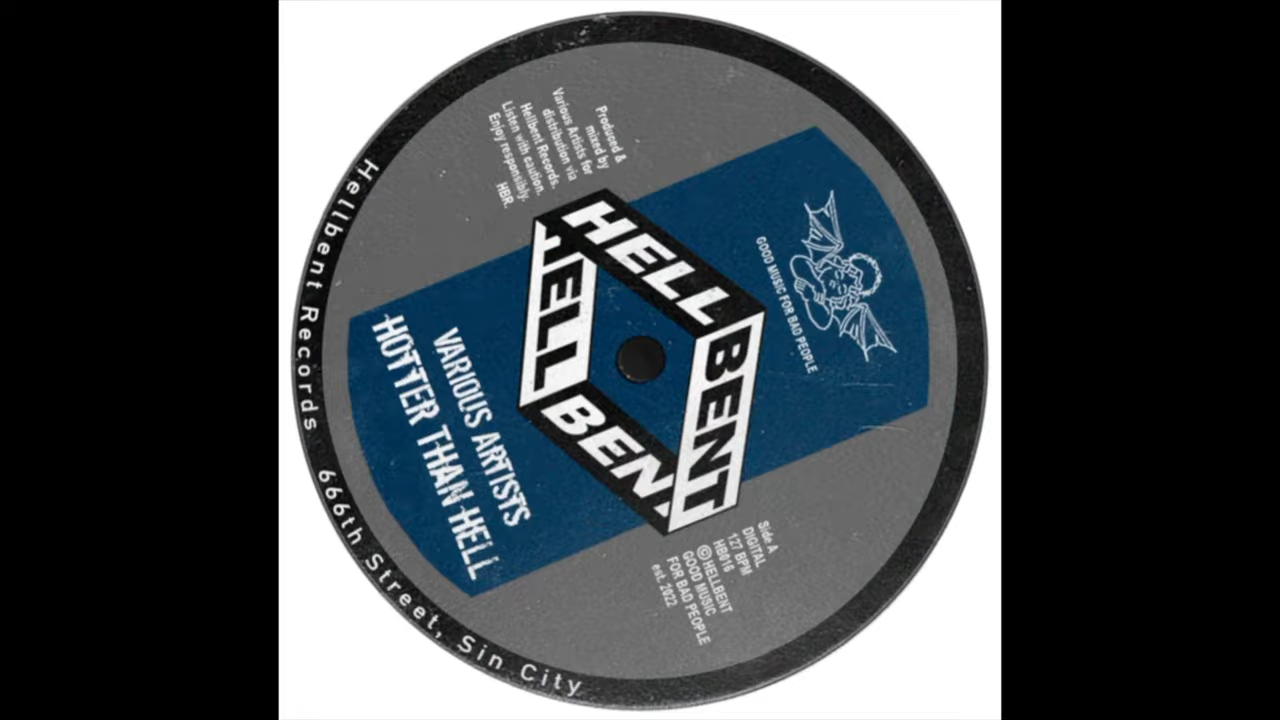 GOOD MUSIC FOR BAD PEOPLE
HELL
BENT
HELL
BEN
Produced &
mixed by
Various Artists for
distribution via
Hellbent Records.
Listen with caution.
Enjoy responsibly.
HBR.
Side A
DIGITAL
127 BPM
HB016
©HELLBENT
GOOD MUSIC
FOR BAD PEOPLE
est. 2022
VARIOUS ARTISTS
HOTTER THAN HELL
Hellbent Records 666th Street, Sin City